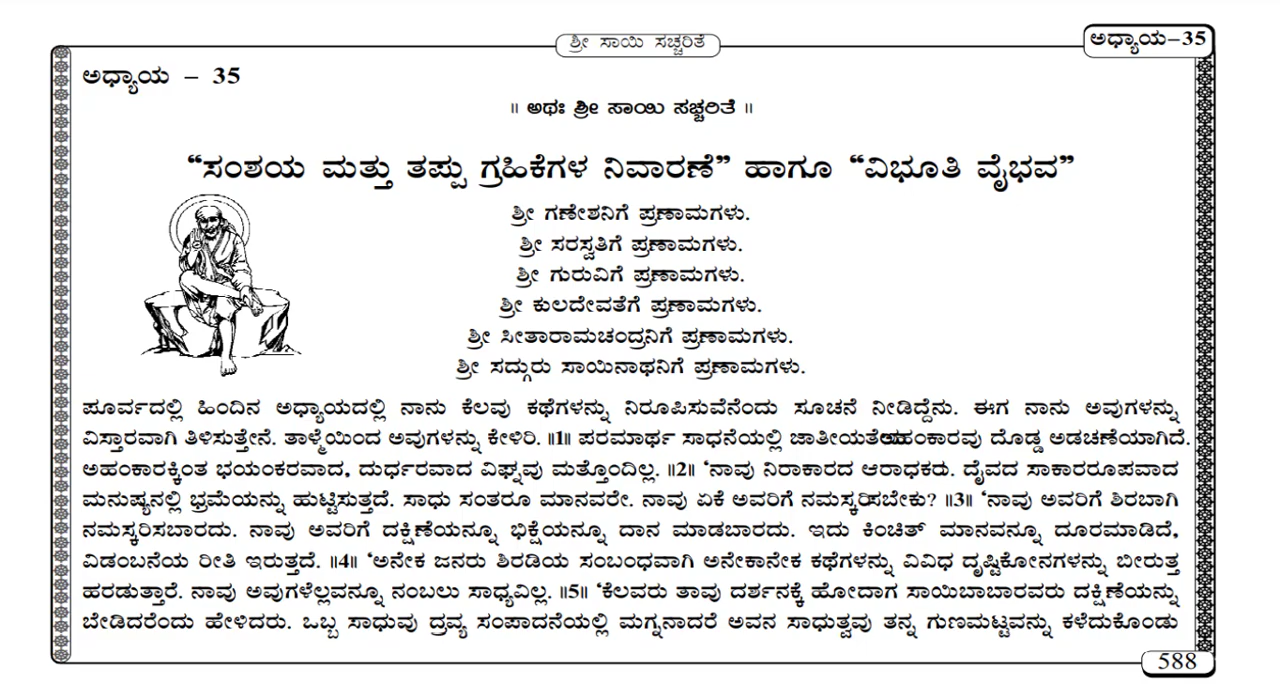 ಶ್ರೀ ಸಾಯಿ ಸಚ್ಚರಿತೆ
ಅಧ್ಯಾಯ–35
ಅಧ್ಯಾಯ – 35
॥ ಅಥಃ ಶ್ರೀ ಸಾಯಿ ಸಚ್ಚರಿತೆ ॥
“ಸಂಶಯ ಮತ್ತು ತಪ್ಪು ಗ್ರಹಿಕೆಗಳ ನಿವಾರಣೆ” ಹಾಗೂ “ವಿಭೂತಿ ವೈಭವ”
ಶ್ರೀ ಗಣೇಶನಿಗೆ ಪ್ರಣಾಮಗಳು.
ಶ್ರೀ ಸರಸ್ವತಿಗೆ ಪ್ರಣಾಮಗಳು.
ಶ್ರೀ ಗುರುವಿಗೆ ಪ್ರಣಾಮಗಳು.
ಶ್ರೀ ಕುಲದೇವತೆಗೆ ಪ್ರಣಾಮಗಳು.
ಶ್ರೀ ಸೀತಾರಾಮಚಂದ್ರನಿಗೆ ಪ್ರಣಾಮಗಳು.
ಶ್ರೀ ಸದ್ಗುರು ಸಾಯಿನಾಥನಿಗೆ ಪ್ರಣಾಮಗಳು.
ಪೂರ್ವದಲ್ಲಿ ಹಿಂದಿನ ಅಧ್ಯಾಯದಲ್ಲಿ ನಾನು ಕೆಲವು ಕಥೆಗಳನ್ನು ನಿರೂಪಿಸುವೆನೆಂದು ಸೂಚನೆ ನೀಡಿದ್ದೆನು. ಈಗ ನಾನು ಅವುಗಳನ್ನು
ವಿಸ್ತಾರವಾಗಿ ತಿಳಿಸುತ್ತೇನೆ. ತಾಳ್ಮೆಯಿಂದ ಅವುಗಳನ್ನು ಕೇಳಿರಿ. ॥1॥ ಪರಮಾರ್ಥ ಸಾಧನೆಯಲ್ಲಿ ಜಾತೀಯತೆಯ ಅಹಂಕಾರವು ದೊಡ್ಡ ಅಡಚಣೆಯಾಗಿದೆ.
ಅಹಂಕಾರಕ್ಕಿಂತ ಭಯಂಕರವಾದ, ದುರ್ಧರವಾದ ವಿಘ್ನವು ಮತ್ತೊಂದಿಲ್ಲ. ॥2॥ ‘ನಾವು ನಿರಾಕಾರದ ಆರಾಧಕರು. ದೈವದ ಸಾಕಾರರೂಪವಾದ
ಮನುಷ್ಯನಲ್ಲಿ ಭ್ರಮೆಯನ್ನು ಹುಟ್ಟಿಸುತ್ತದೆ. ಸಾಧು ಸಂತರೂ ಮಾನವರೇ. ನಾವು ಏಕೆ ಅವರಿಗೆ ನಮಸ್ಕರಿಸಬೇಕು? ॥3॥ ‘ನಾವು ಅವರಿಗೆ ಶಿರಬಾಗಿ
ನಮಸ್ಕರಿಸಬಾರದು. ನಾವು ಅವರಿಗೆ ದಕ್ಷಿಣೆಯನ್ನೂ ಭಿಕ್ಷೆಯನ್ನೂ ದಾನ ಮಾಡಬಾರದು. ಇದು ಕಿಂಚಿತ್ ಮಾನವನ್ನೂ ದೂರಮಾಡಿದೆ,
ವಿಡಂಬನೆಯ ರೀತಿ ಇರುತ್ತದೆ. ॥4॥ ‘ಅನೇಕ ಜನರು ಶಿರಡಿಯ ಸಂಬಂಧವಾಗಿ ಅನೇಕಾನೇಕ ಕಥೆಗಳನ್ನು ವಿವಿಧ ದೃಷ್ಟಿಕೋನಗಳನ್ನು ಬೀರುತ್ತ
ಹರಡುತ್ತಾರೆ. ನಾವು ಅವುಗಳೆಲ್ಲವನ್ನೂ ನಂಬಲು ಸಾಧ್ಯವಿಲ್ಲ. ॥5॥ ‘ಕೆಲವರು ತಾವು ದರ್ಶನಕ್ಕೆ ಹೋದಾಗ ಸಾಯಿಬಾಬಾರವರು ದಕ್ಷಿಣೆಯನ್ನು
ಬೇಡಿದರೆಂದು ಹೇಳಿದರು. ಒಬ್ಬ ಸಾಧುವು ದ್ರವ್ಯ ಸಂಪಾದನೆಯಲ್ಲಿ ಮಗ್ನನಾದರೆ ಅವನ ಸಾಧುತ್ವವು ತನ್ನ ಗುಣಮಟ್ಟವನ್ನು ಕಳೆದುಕೊಂಡು
588